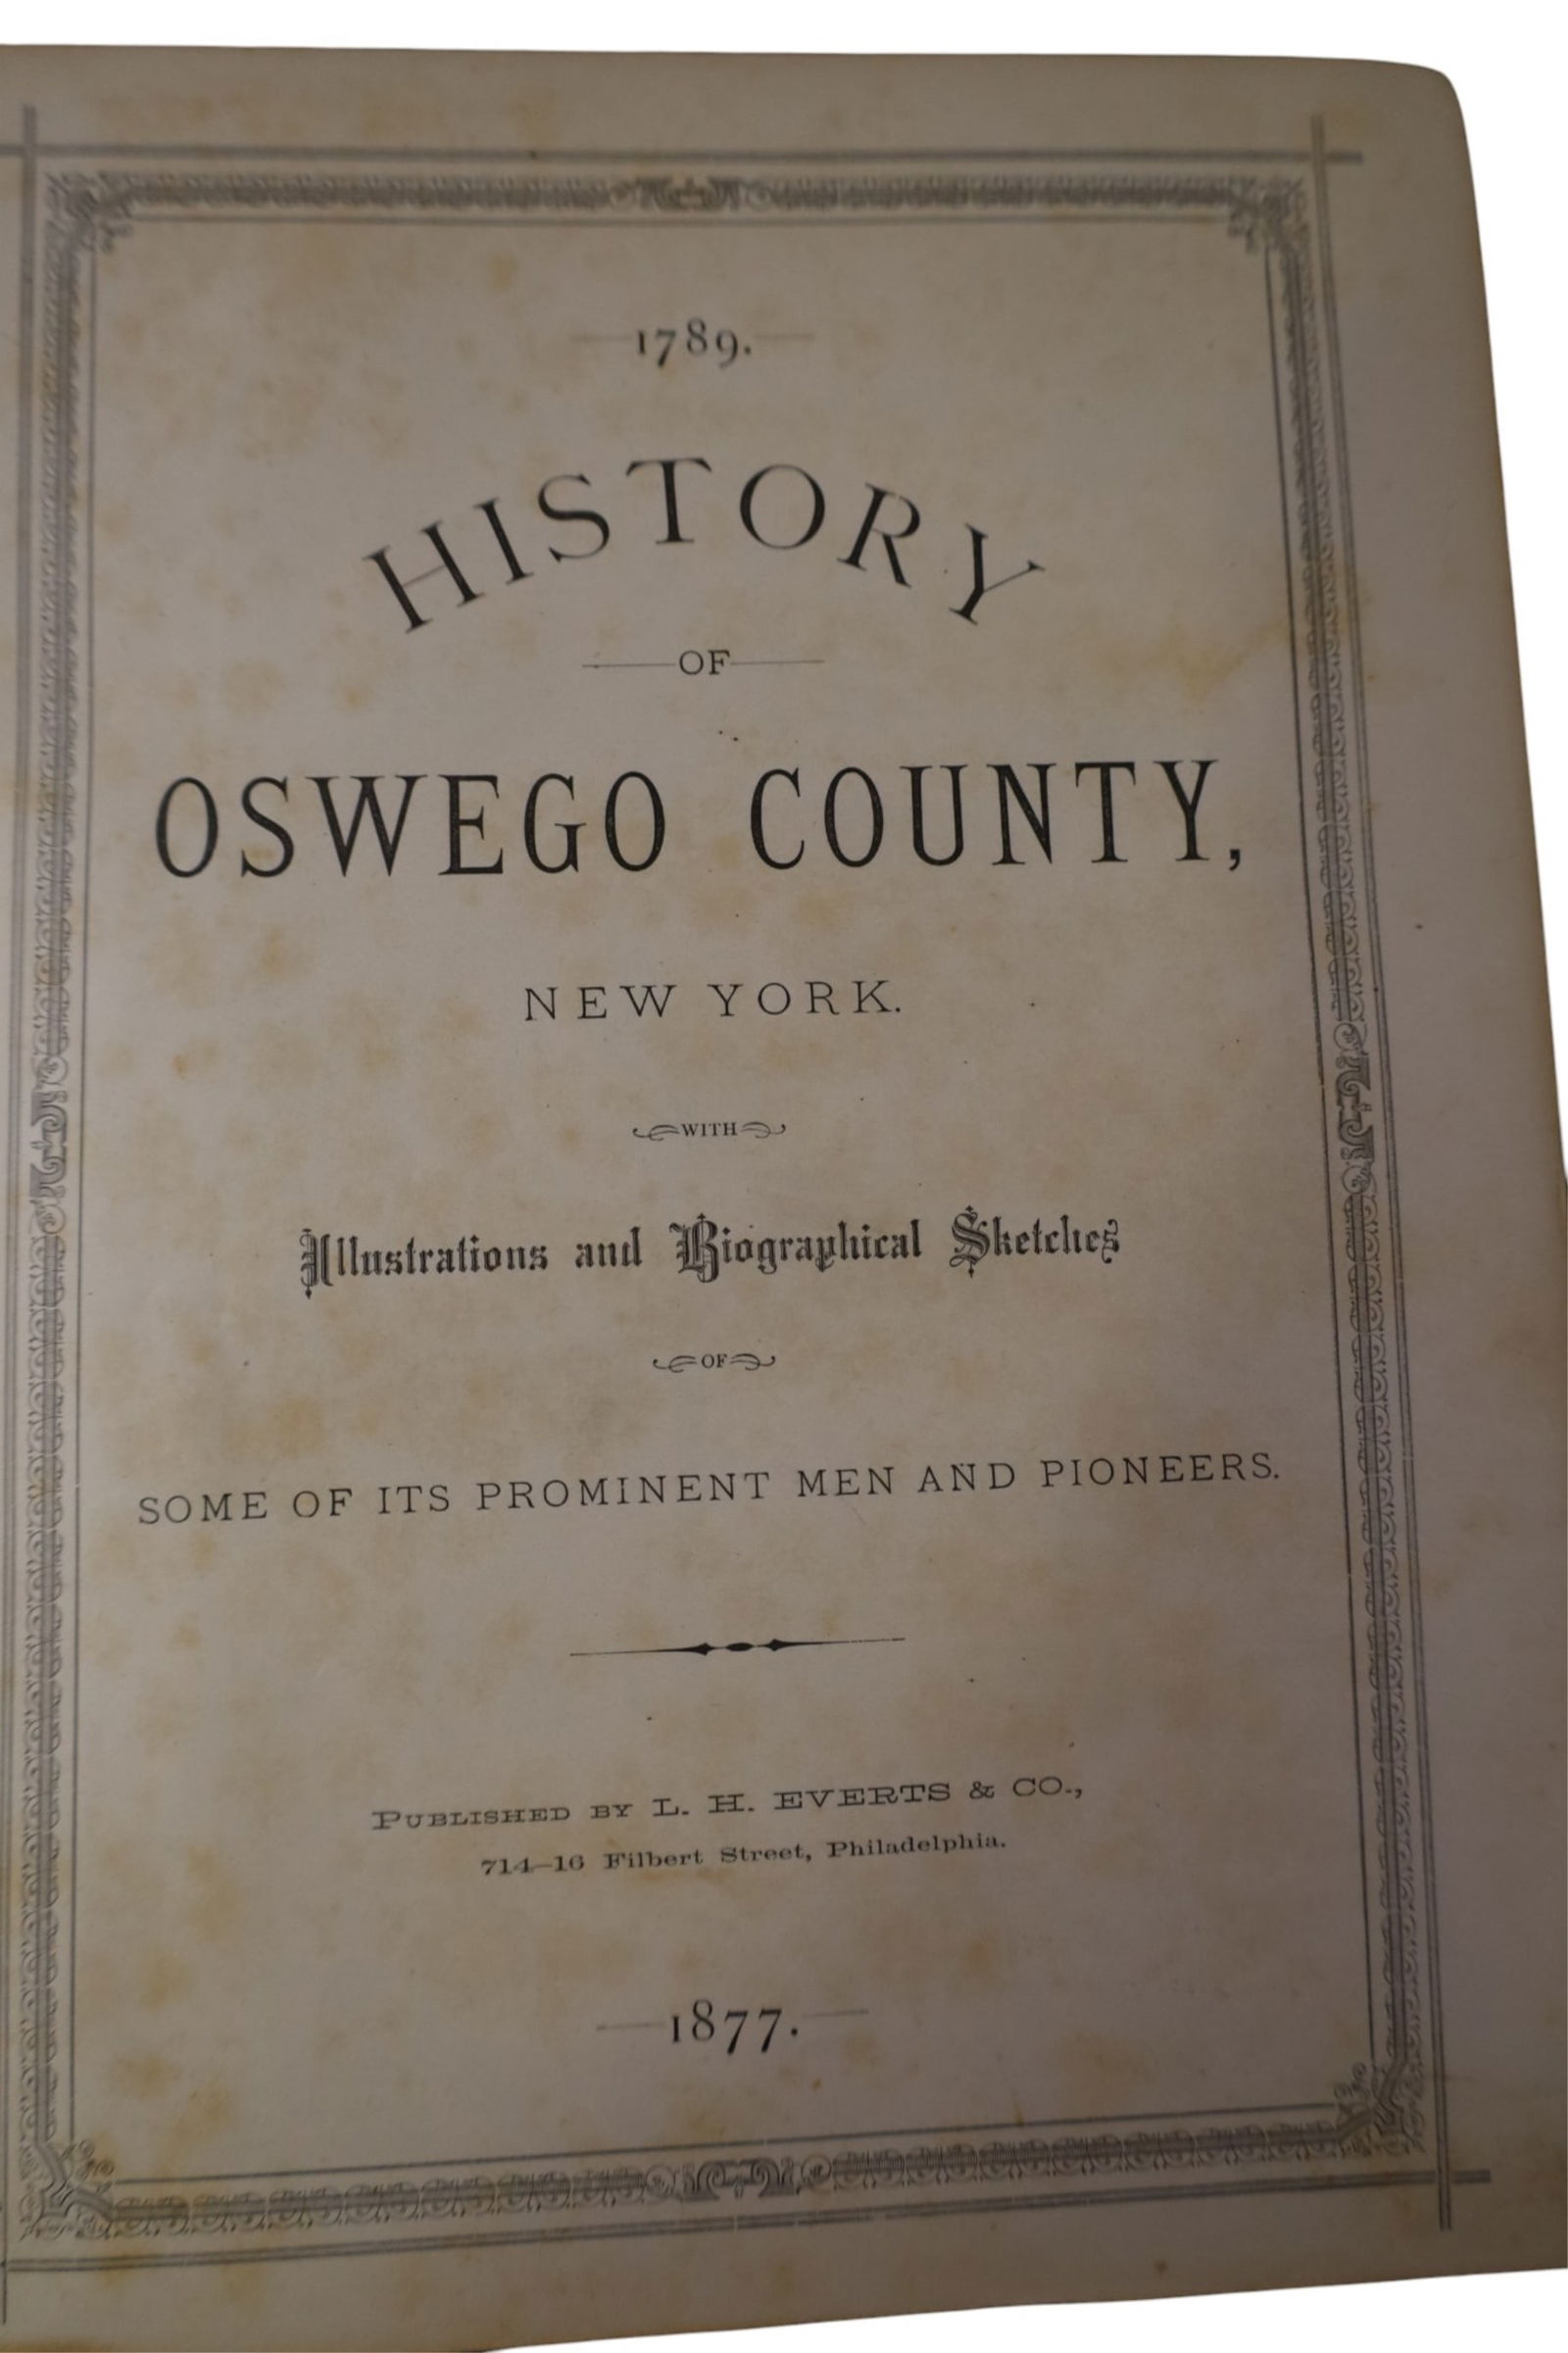 1789.
HISTORY
OF
OSWEGO COUNTY,
NEW YORK.
WITH
Illustrations and Biographical Sketches
OF
SOME OF ITS PROMINENT MEN AND PIONEERS.
PUBLISHED BY L. H. EVERTS & CO.,
714–16 Filbert Street, Philadelphia.
1877.